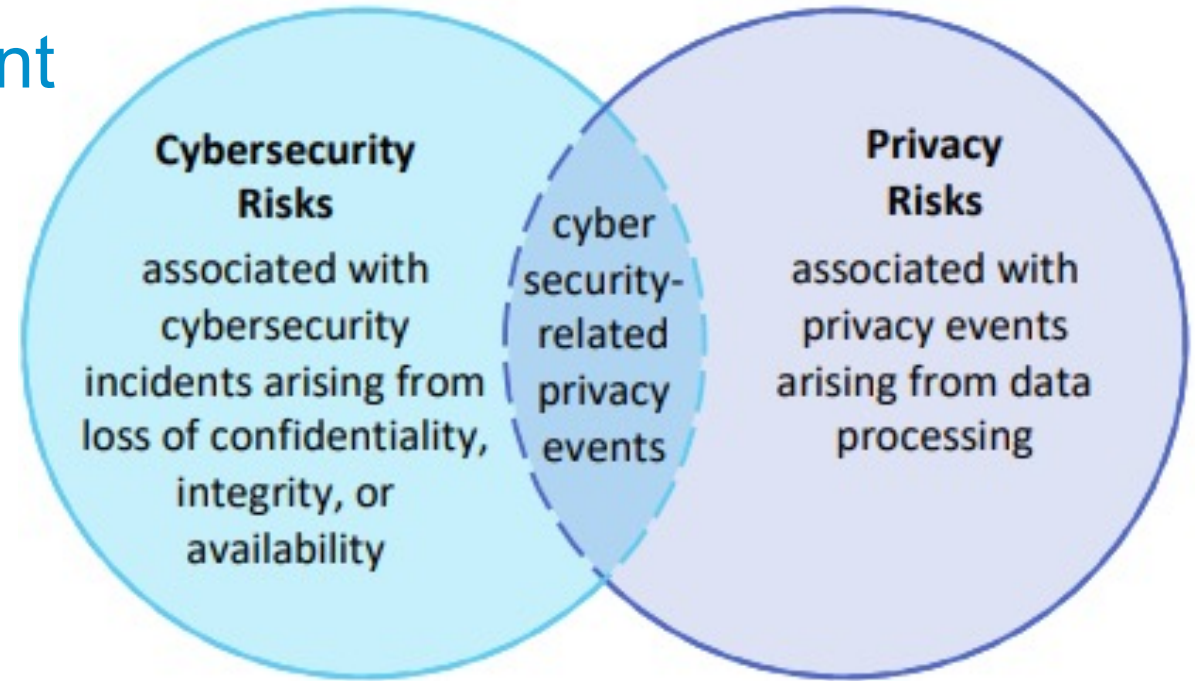 nt
Cybersecurity
Risks
associated with
cybersecurity
incidents arising from
loss of confidentiality,
integrity, or
availability
cyber
security-
related
privacy
events
Privacy
Risks
associated with
privacy events
arising from data
processing